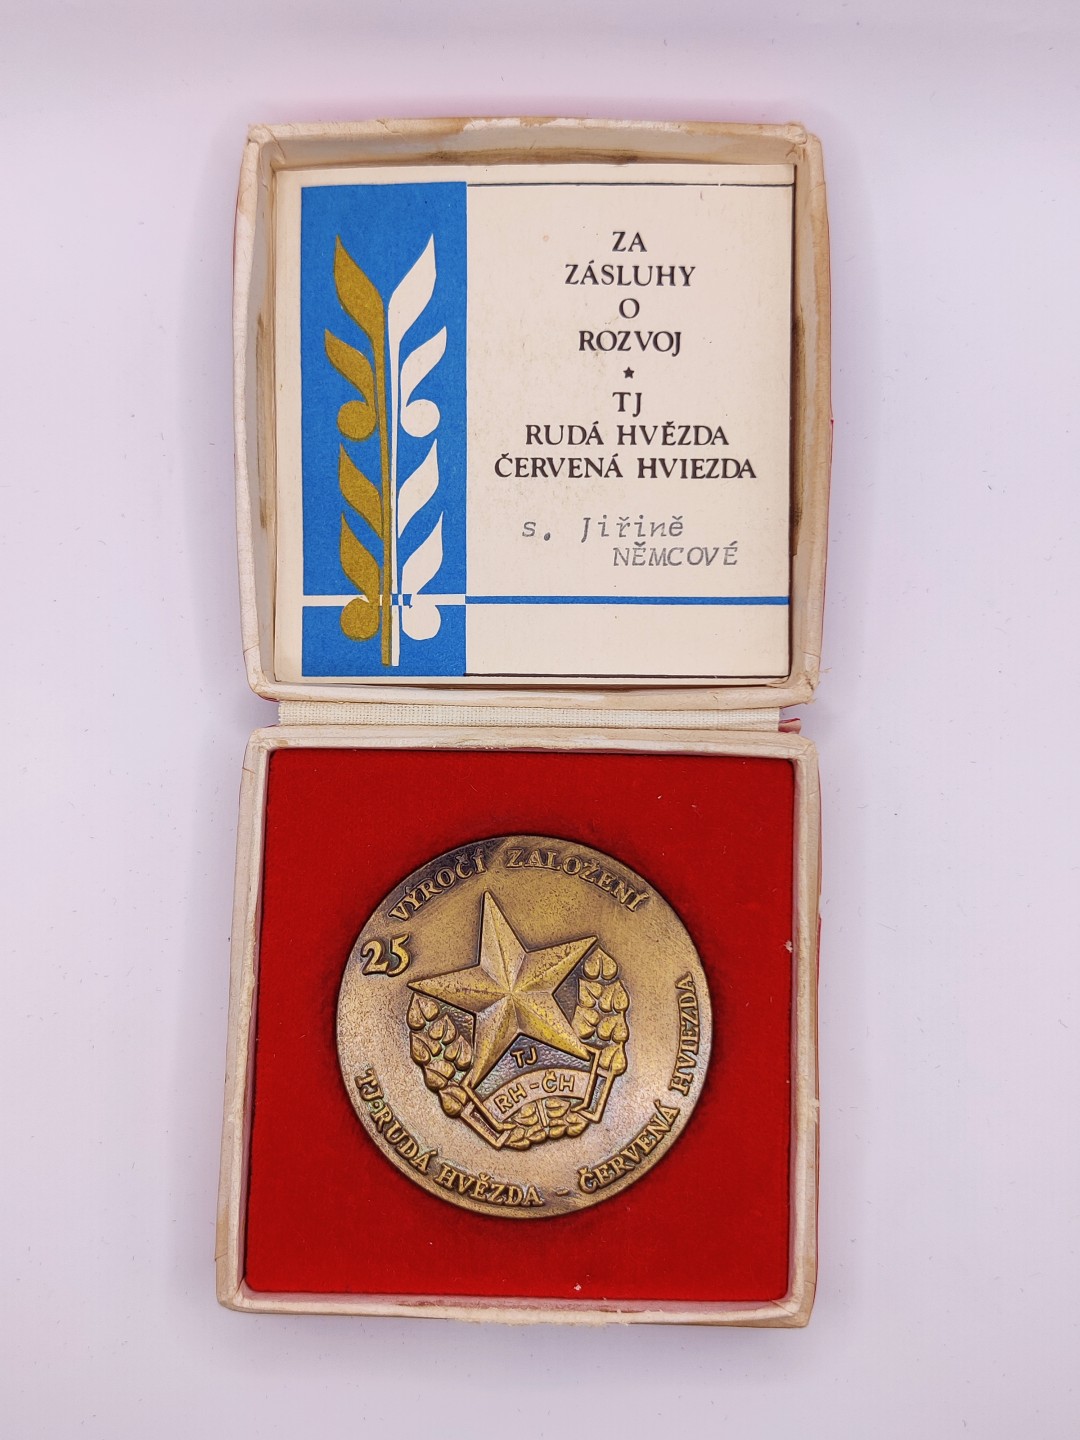 ZA
ZÁSLUHY
O
ROZVOJ
★
TJ
RUDÁ HVĚZDA
ČERVENÁ HVIEZDA
s. Jiřině
NĚMCOVÉ
25 VÝROČÍ ZALOŽENÍ
TJ
RH-ČH
TJ·RUDÁ HVĚZDA - ČERVENÁ HVIEZDA